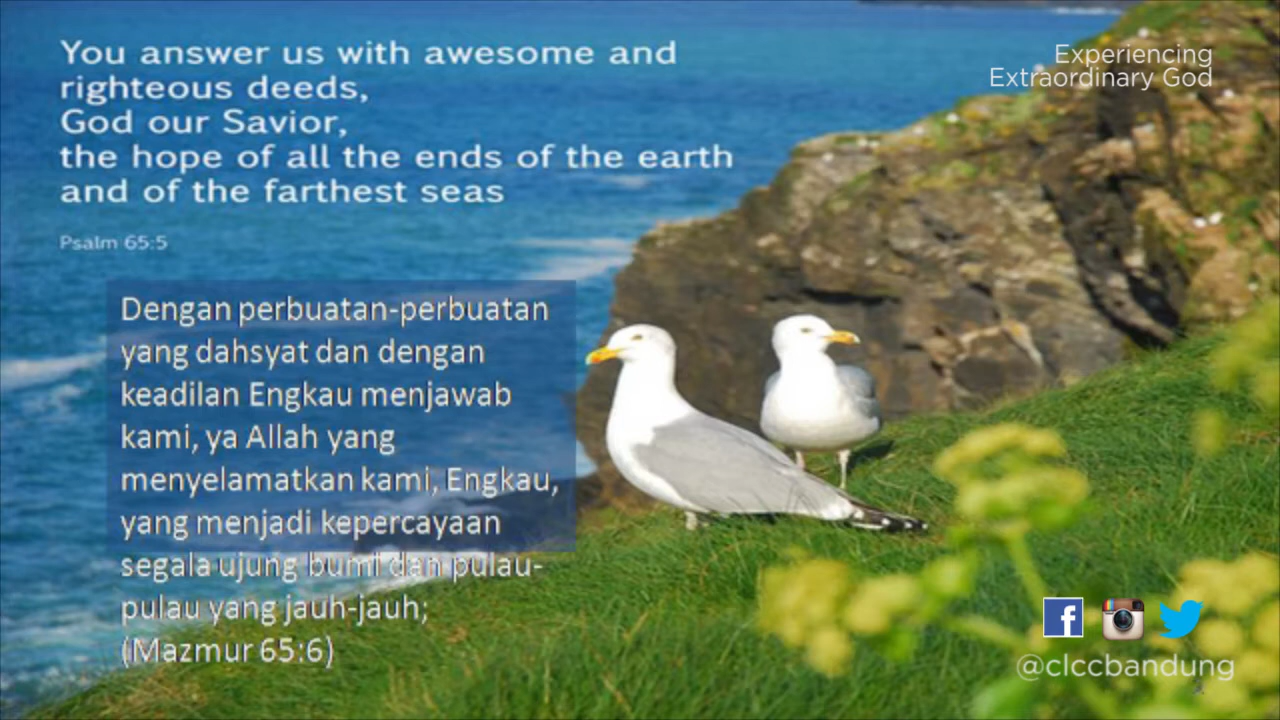 You answer us with awesome and
righteous deeds,
God our Savior,
the hope of all the ends of the earth
and of the farthest seas
Psalm 65:5
Experiencing
Extraordinary God
Dengan perbuatan-perbuatan
yang dahsyat dan dengan
keadilan Engkau menjawab
kami, ya Allah yang
menyelamatkan kami, Engkau,
yang menjadi kepercayaan
segala ujung bumi dan pulau-
pulau yang jauh-jauh;
(Mazmur 65:6)
@clccbandung